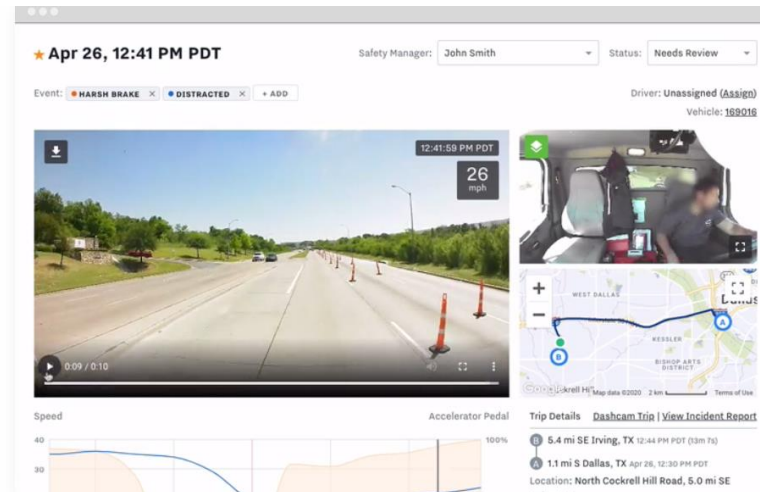 Apr 26, 12:41 PM PDT
Safety Manager: John Smith
Status: Needs Review
Event: HARSH BRAKE × DISTRACTED × + ADD
Driver: Unassigned (Assign)
Vehicle: 169016
12:41:59 PM PDT
26
mph
0:09 / 0:10
+
−
WEST DALLAS
A
KESSLER
B
BISHOP ARTS
DISTRICT
Google
Map data ©2020 2 km Terms of Use
Speed
Accelerator Pedal
40
100%
30
Trip Details Dashcam Trip | View Incident Report
B 5.4 mi SE Irving, TX 12:44 PM PDT (13m 7s)
A 1.1 mi S Dallas, TX Apr 26, 12:30 PM PDT
Location: North Cockrell Hill Road, 5.0 mi SE